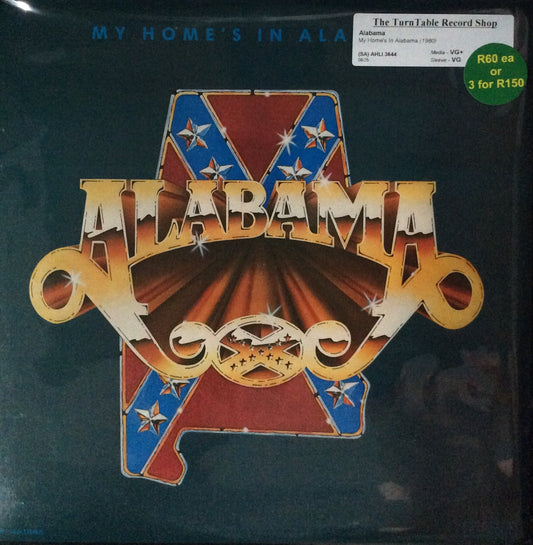 MY HOME'S IN ALA
The TurnTable Record Shop
Alabama
My Home's In Alabama (1980)
(SA) AHLI.3644 Media - VG+
Sleeve - VG
R60 ea
or
3 for R150
ALABAMA